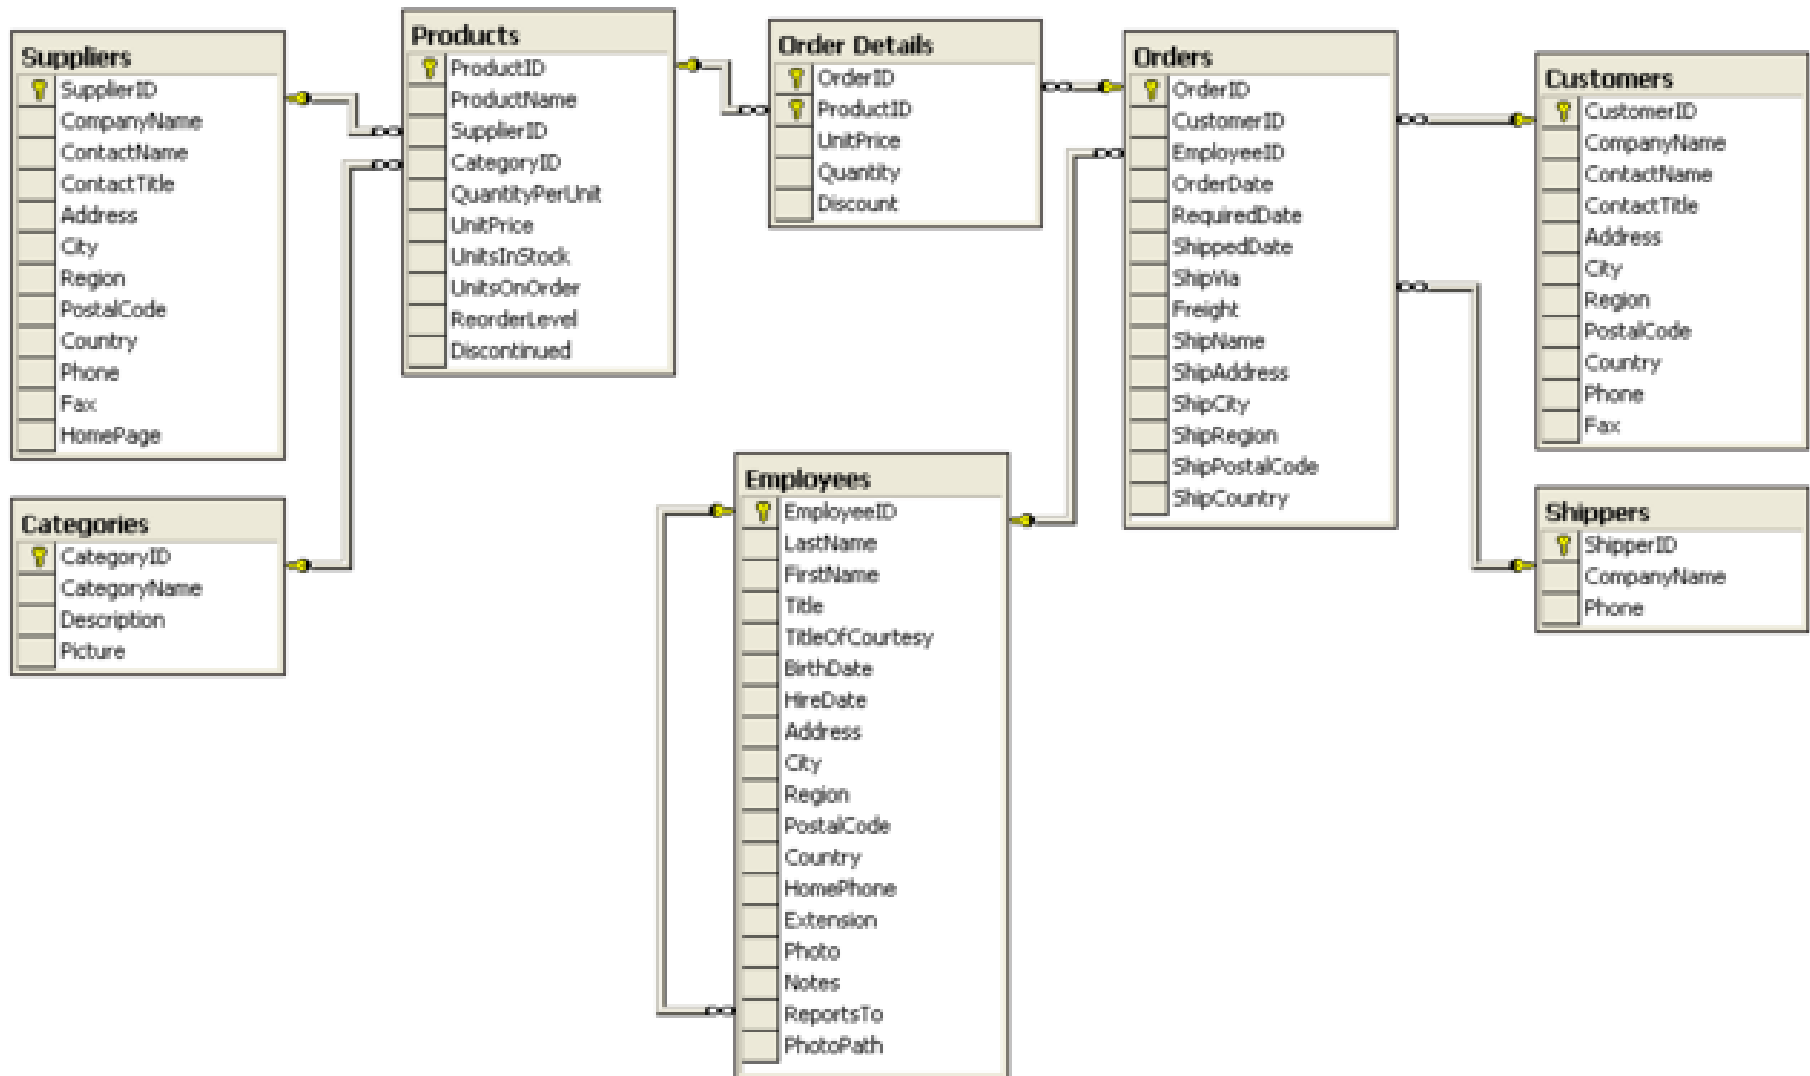 Suppliers
SupplierID
CompanyName
ContactName
ContactTitle
Address
City
Region
PostalCode
Country
Phone
Fax
HomePage
Categories
CategoryID
CategoryName
Description
Picture
Products
ProductID
ProductName
SupplierID
CategoryID
QuantityPerUnit
UnitPrice
UnitsInStock
UnitsOnOrder
ReorderLevel
Discontinued
Order Details
OrderID
ProductID
UnitPrice
Quantity
Discount
Employees
EmployeeID
LastName
FirstName
Title
TitleOfCourtesy
BirthDate
HireDate
Address
City
Region
PostalCode
Country
HomePhone
Extension
Photo
Notes
ReportsTo
PhotoPath
Orders
OrderID
CustomerID
EmployeeID
OrderDate
RequiredDate
ShippedDate
ShipVia
Freight
ShipName
ShipAddress
ShipCity
ShipRegion
ShipPostalCode
ShipCountry
Customers
CustomerID
CompanyName
ContactName
ContactTitle
Address
City
Region
PostalCode
Country
Phone
Fax
Shippers
ShipperID
CompanyName
Phone